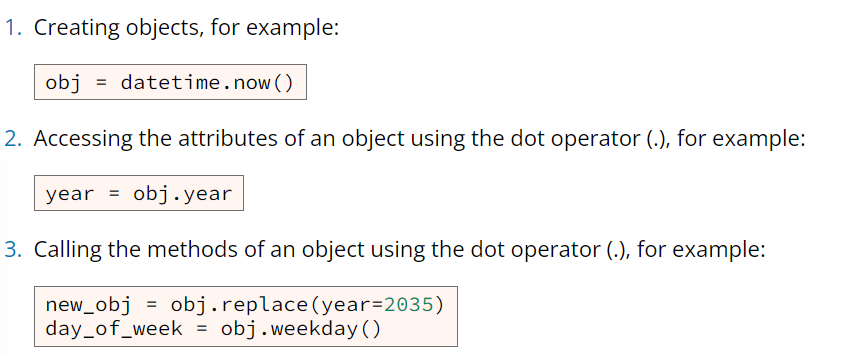 1. Creating objects, for example:
obj = datetime.now()
2. Accessing the attributes of an object using the dot operator (.), for example:
year = obj.year
3. Calling the methods of an object using the dot operator (.), for example:
new_obj = obj.replace(year=2035)
day_of_week = obj.weekday()